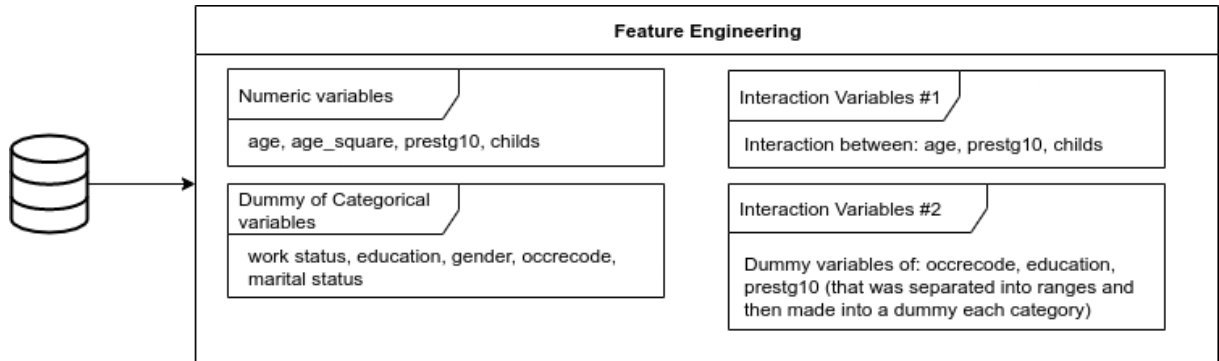 Feature Engineering
Numeric variables
age, age_square, prestg10, childs
Dummy of Categorical
variables
work status, education, gender, occrecode,
marital status
Interaction Variables #1
Interaction between: age, prestg10, childs
Interaction Variables #2
Dummy variables of: occrecode, education,
prestg10 (that was separated into ranges and
then made into a dummy each category)